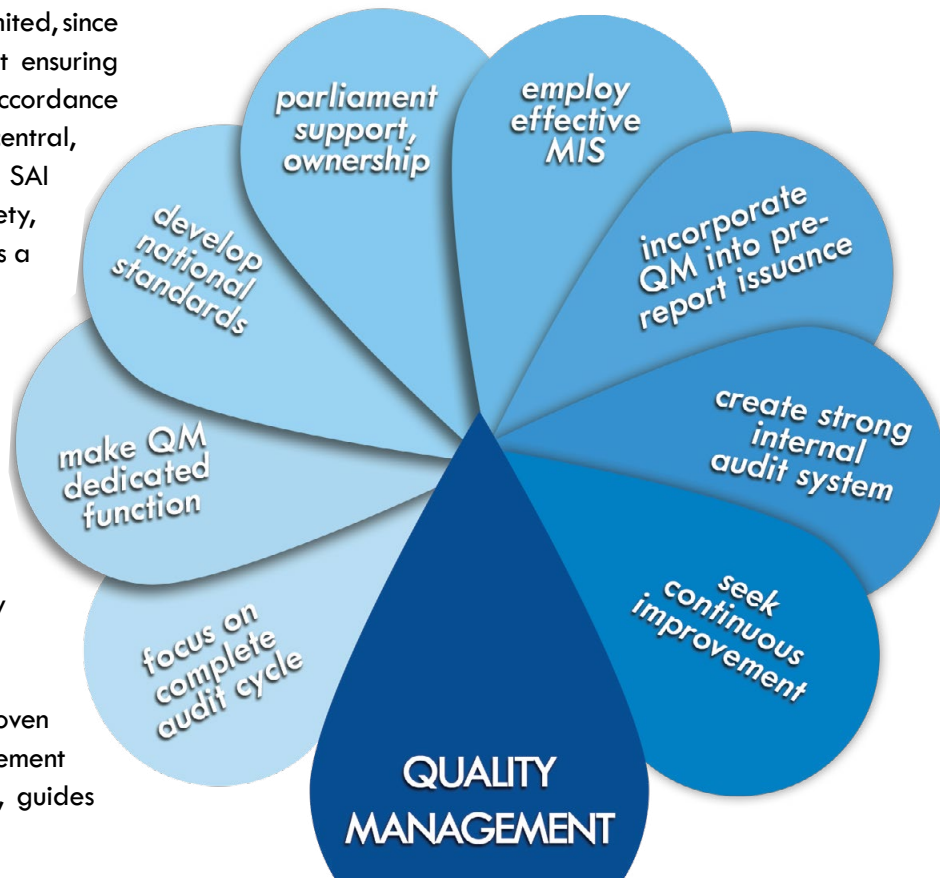 mited, since
t ensuring
ccordance
central,
SAI
ety,
s a
y
oven
ement
, guides
focus on
complete
audit cycle
make QM
dedicated
function
develop
national
standards
parliament
support,
ownership
employ
effective
MIS
incorporate
QM into pre-
report issuance
create strong
internal
audit system
seek
continuous
improvement
QUALITY
MANAGEMENT